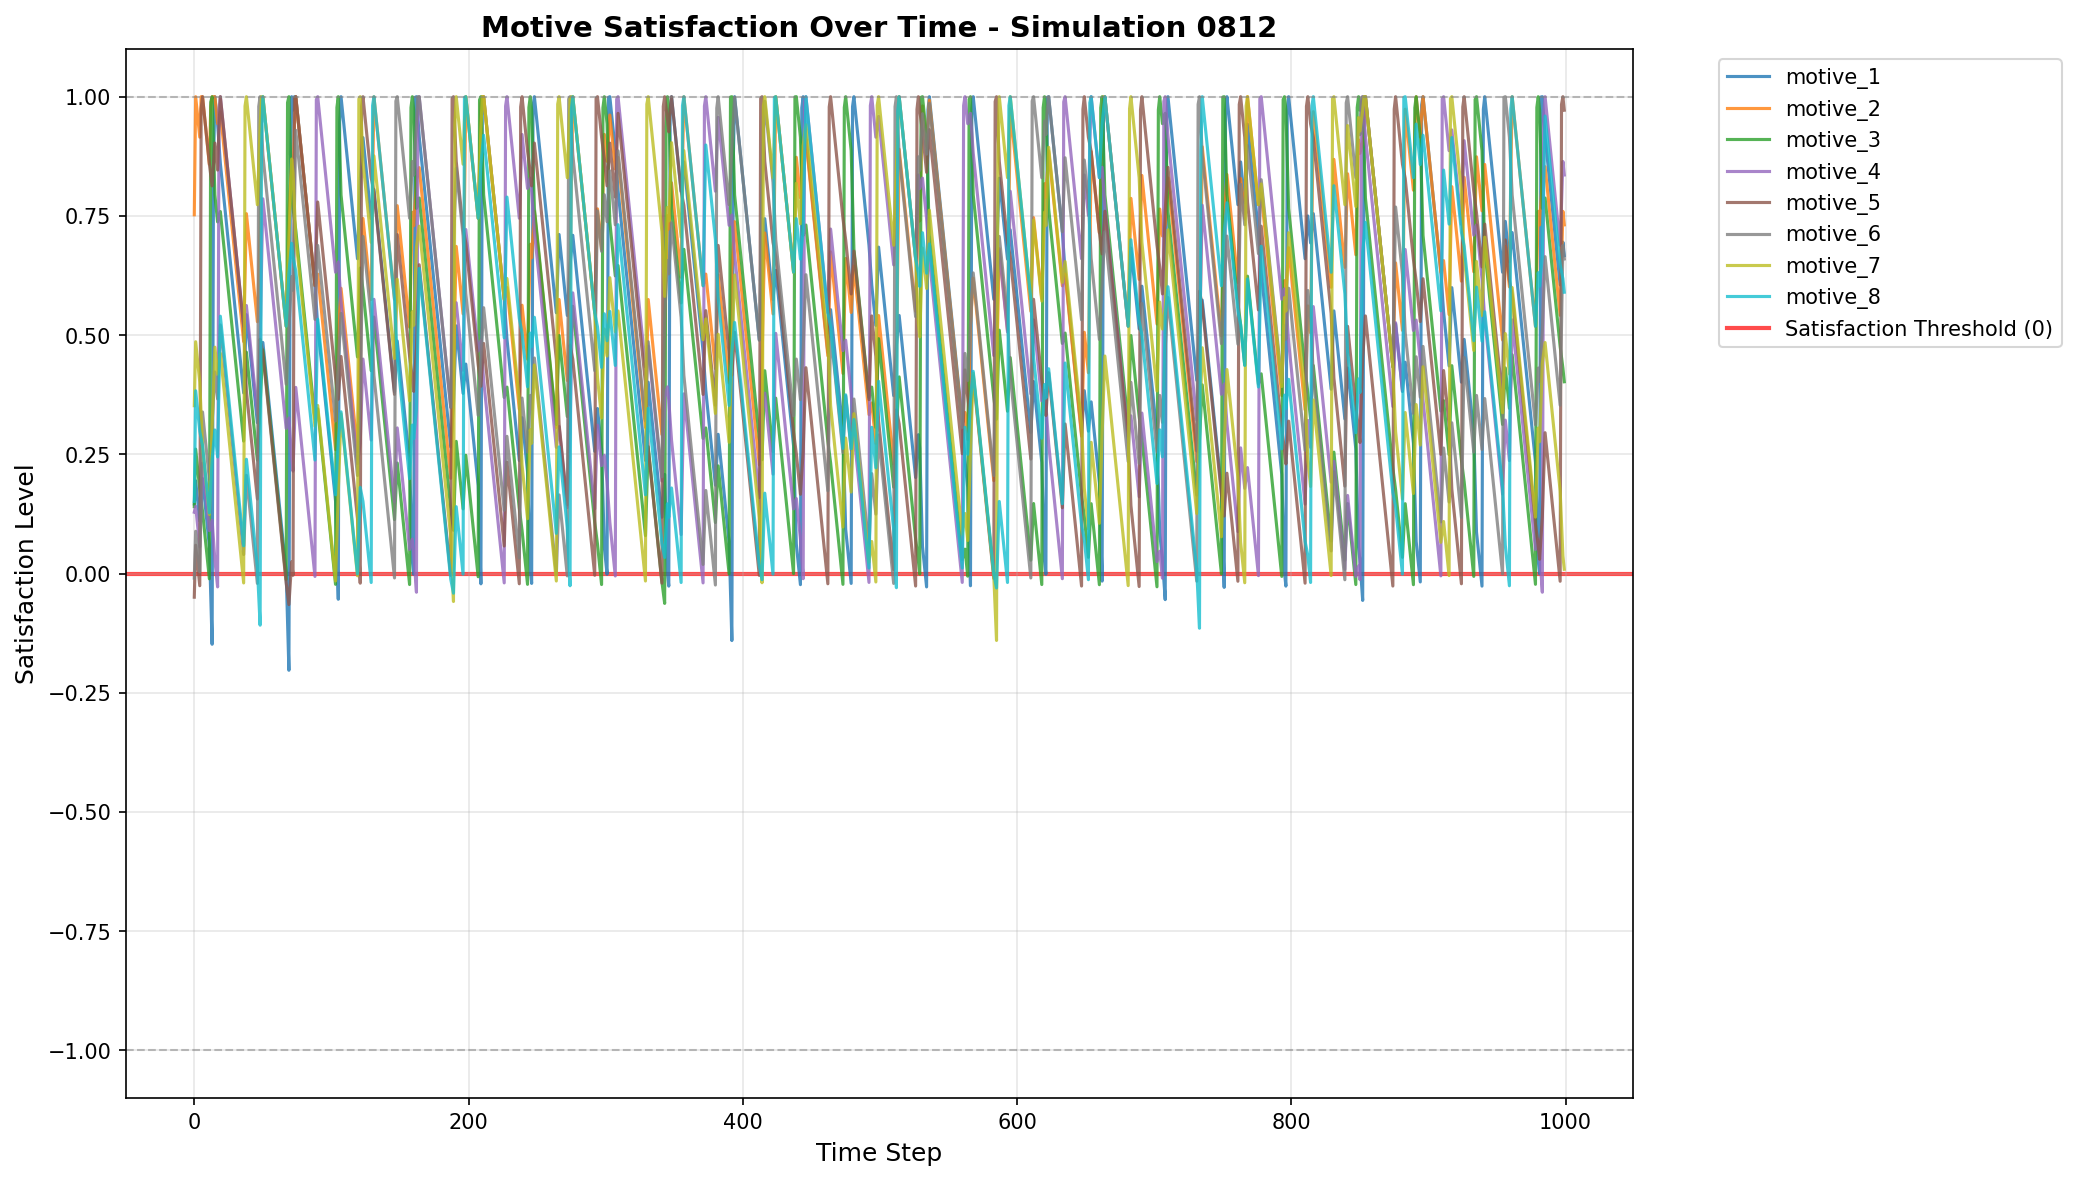 Motive Satisfaction Over Time - Simulation 0812
1.00
0.75
0.50
0.25
0.00
−0.25
−0.50
−0.75
−1.00
Satisfaction Level
0
200
400
600
800
1000
Time Step
motive_1
motive_2
motive_3
motive_4
motive_5
motive_6
motive_7
motive_8
Satisfaction Threshold (0)